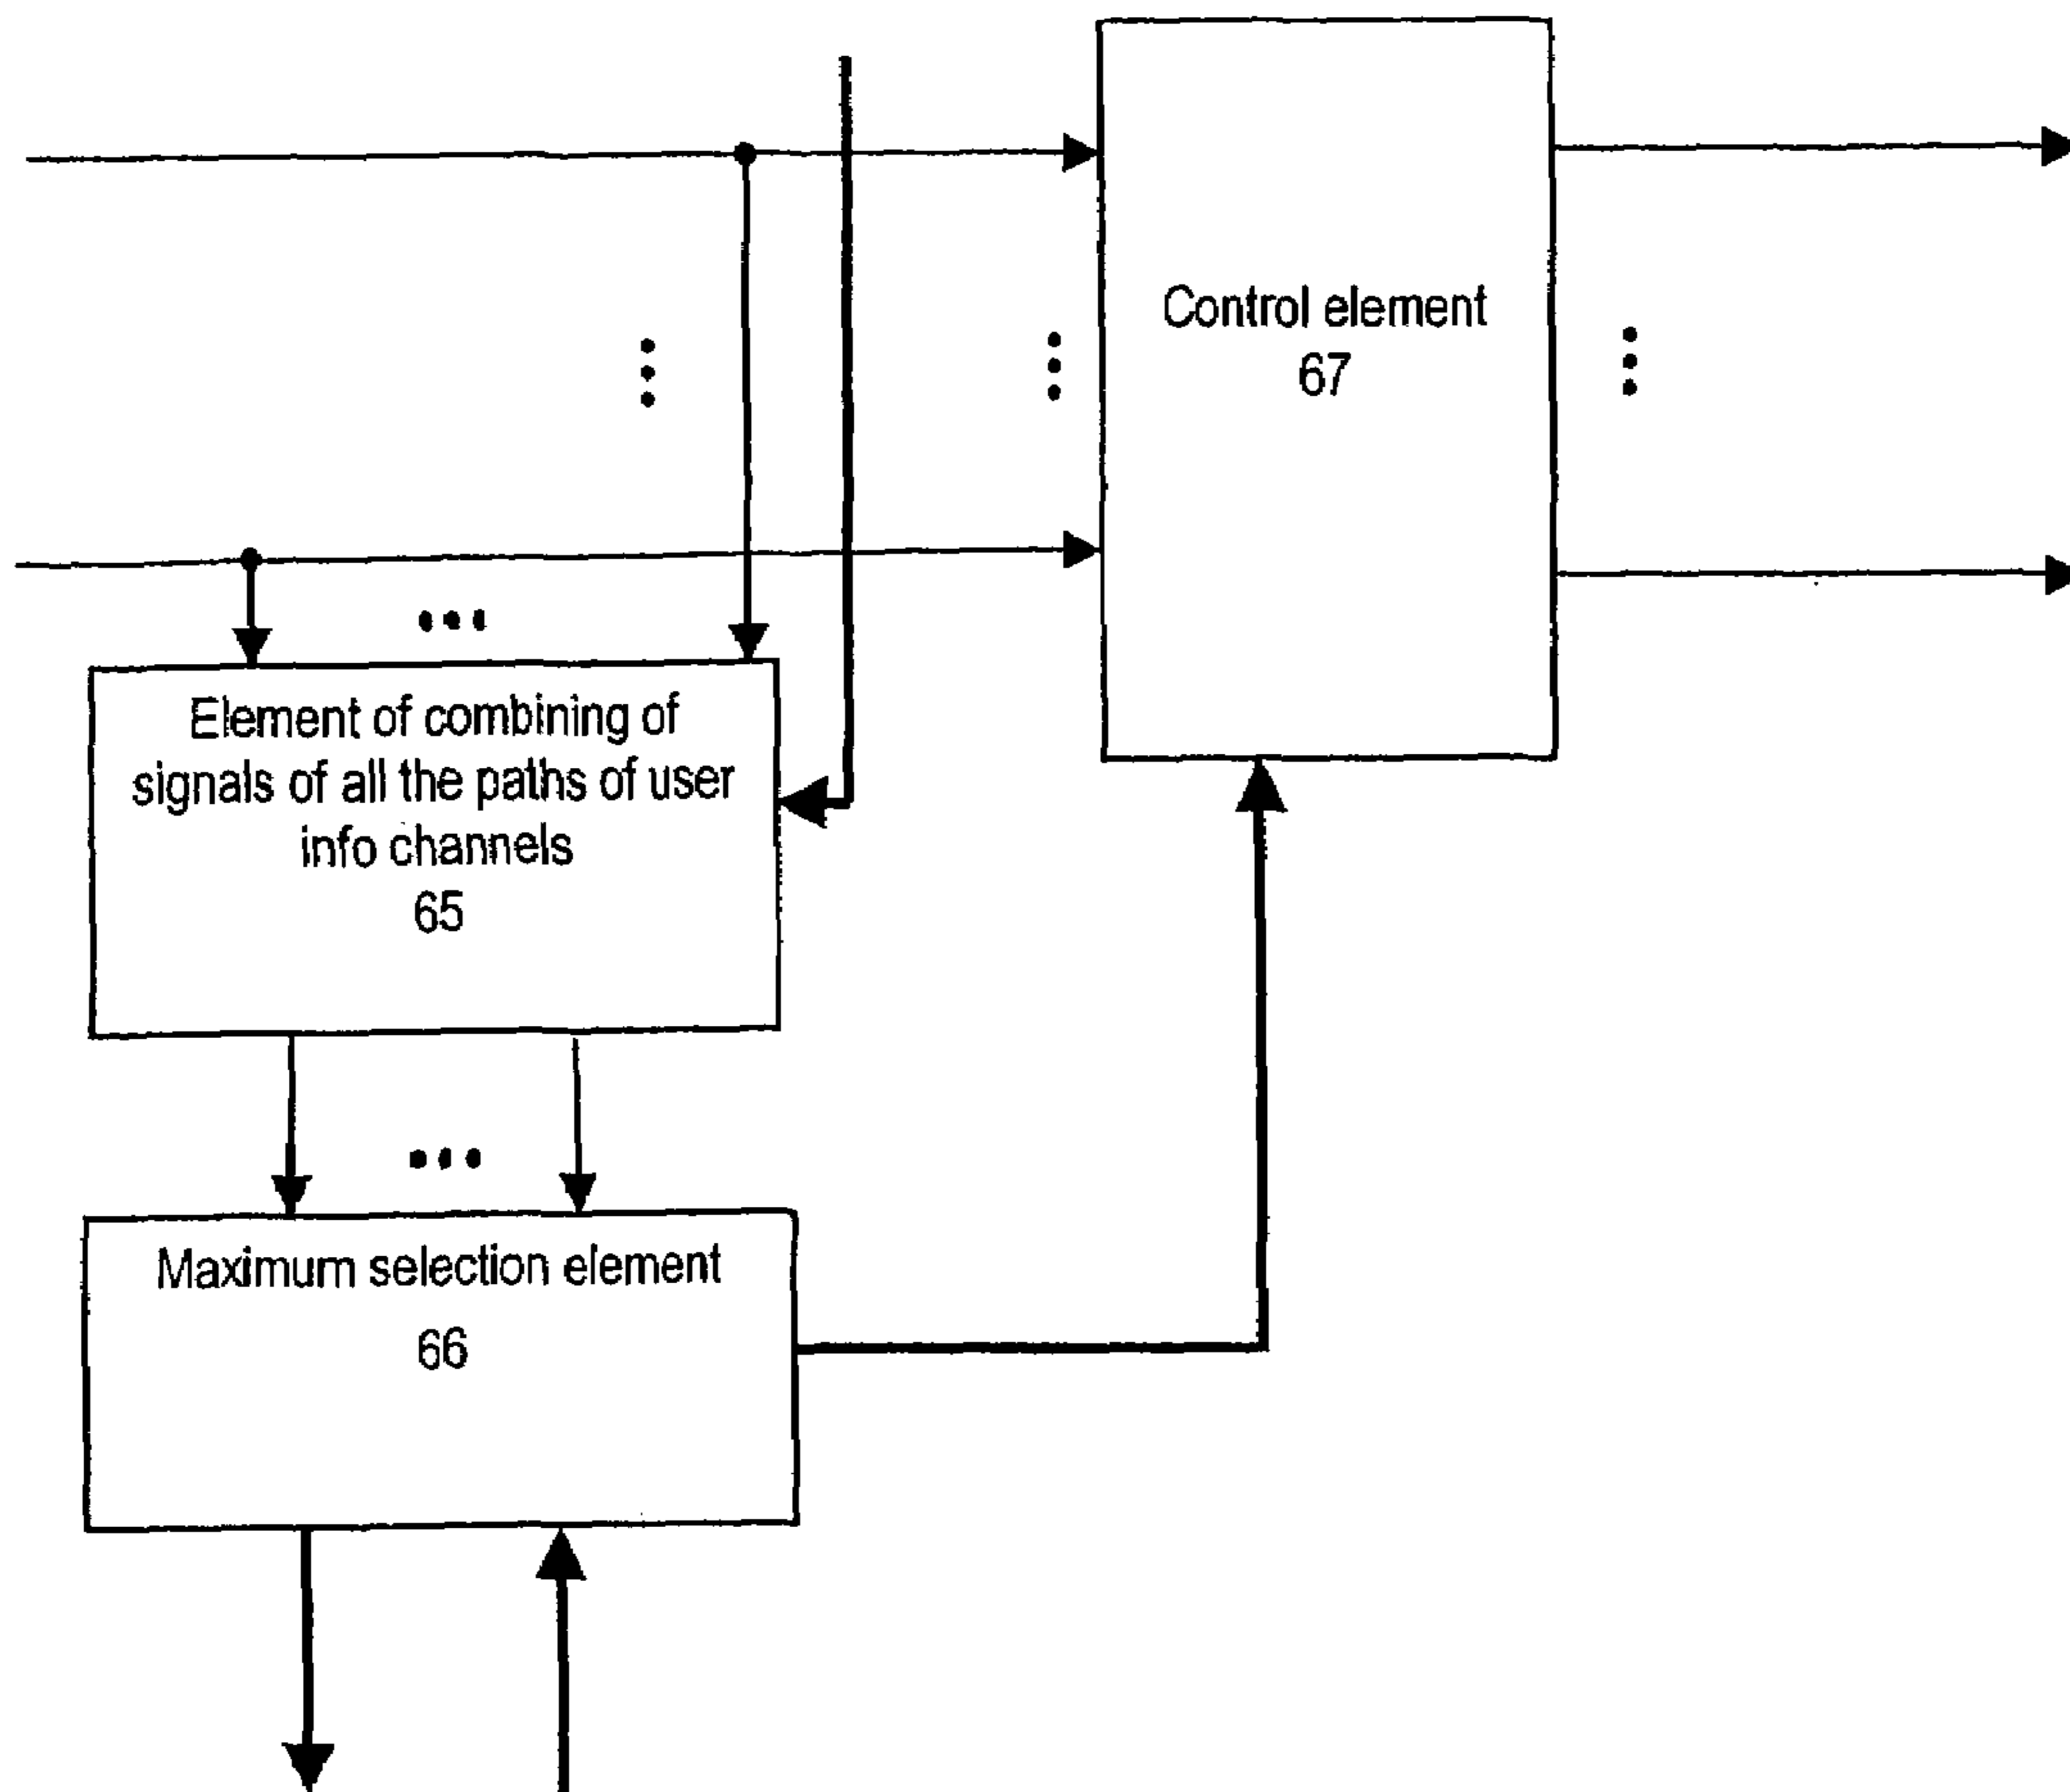 Control element
67
Element of combining of
signals of all the paths of user
info channels
65
Maximum selection element
66